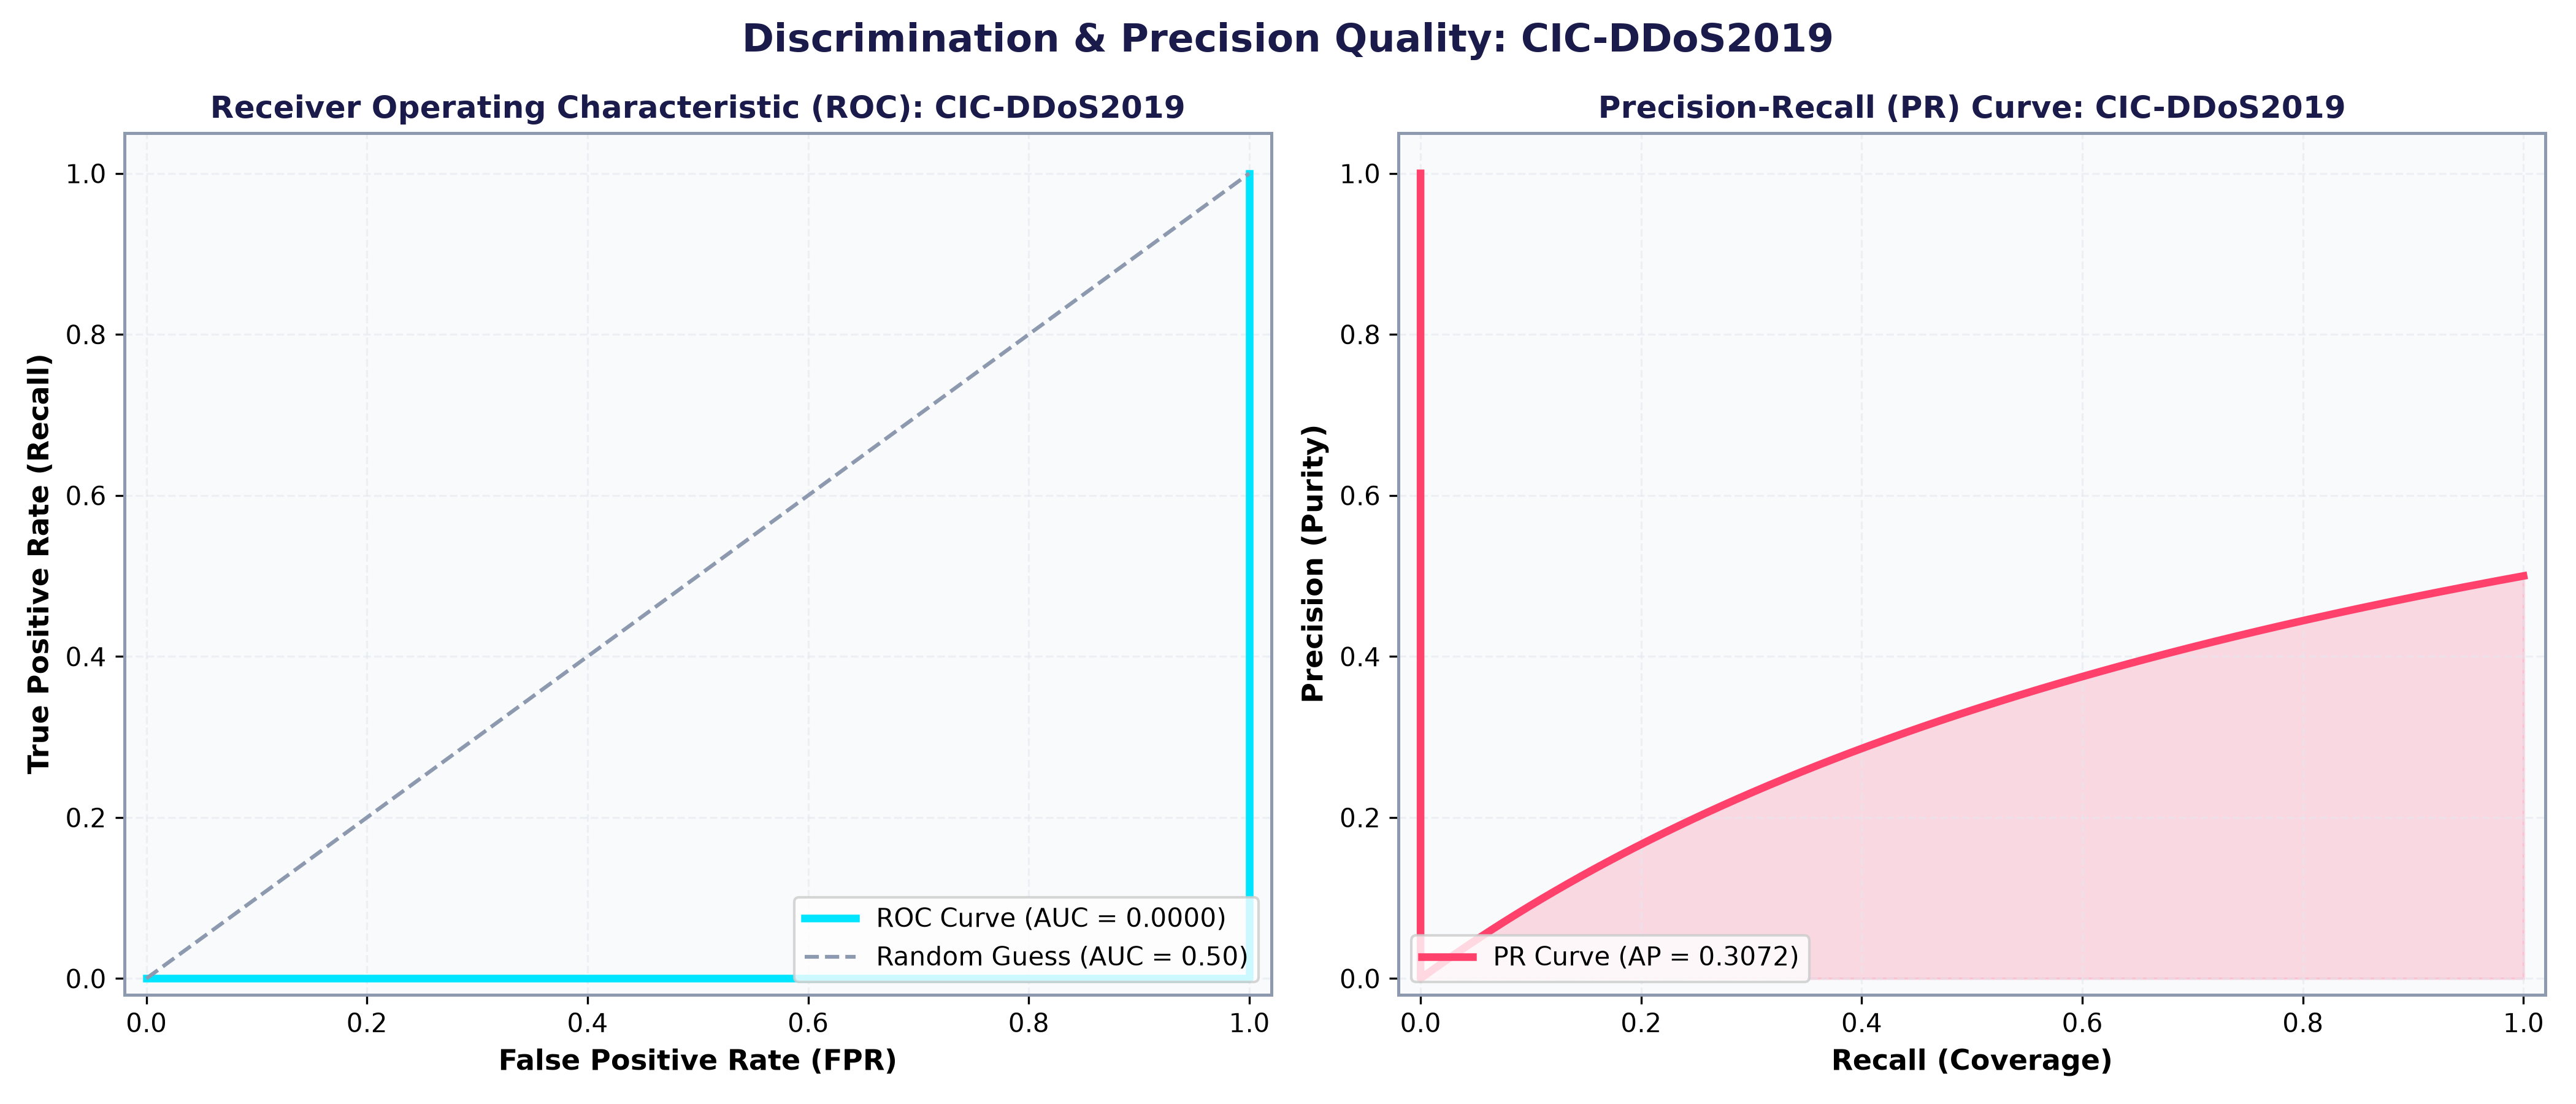 Discrimination & Precision Quality: CIC-DDoS2019
Receiver Operating Characteristic (ROC): CIC-DDoS2019
True Positive Rate (Recall)
1.0
0.8
0.6
0.4
0.2
0.0
ROC Curve (AUC = 0.0000)
Random Guess (AUC = 0.50)
0.0 0.2 0.4 0.6 0.8 1.0
False Positive Rate (FPR)
Precision-Recall (PR) Curve: CIC-DDoS2019
Precision (Purity)
1.0
0.8
0.6
0.4
0.2
0.0
PR Curve (AP = 0.3072)
0.0 0.2 0.4 0.6 0.8 1.0
Recall (Coverage)